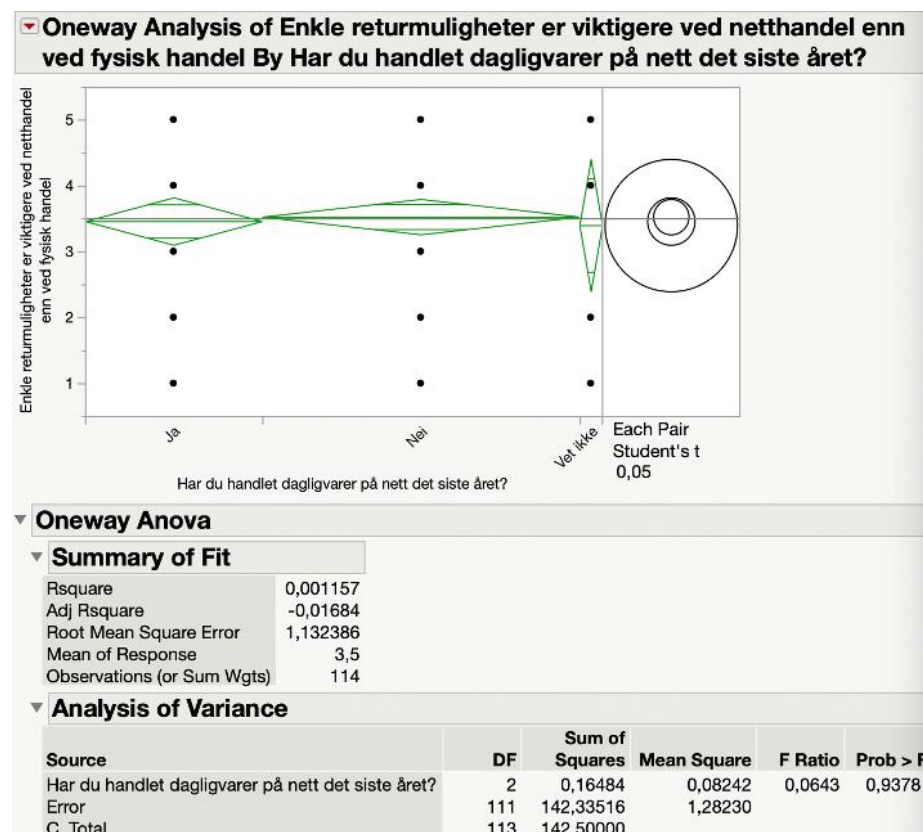 Oneway Analysis of Enkle returmuligheter er viktigere ved netthandel enn
ved fysisk handel By Har du handlet dagligvarer på nett det siste året?
Enkle returmuligheter er viktigere ved netthandel
enn ved fysisk handel
5
4
3
2
1
Ja
Nei
Vet ikke
Each Pair
Student's t
0,05
Har du handlet dagligvarer på nett det siste året?
Oneway Anova
Summary of Fit
Rsquare 0,001157
Adj Rsquare -0,01684
Root Mean Square Error 1,132386
Mean of Response 3,5
Observations (or Sum Wgts) 114
Analysis of Variance
Sum of
Source DF Squares Mean Square F Ratio Prob > F
Har du handlet dagligvarer på nett det siste året? 2 0,16484 0,08242 0,0643 0,9378
Error 111 142,33516 1,28230
C. Total 113 142,50000